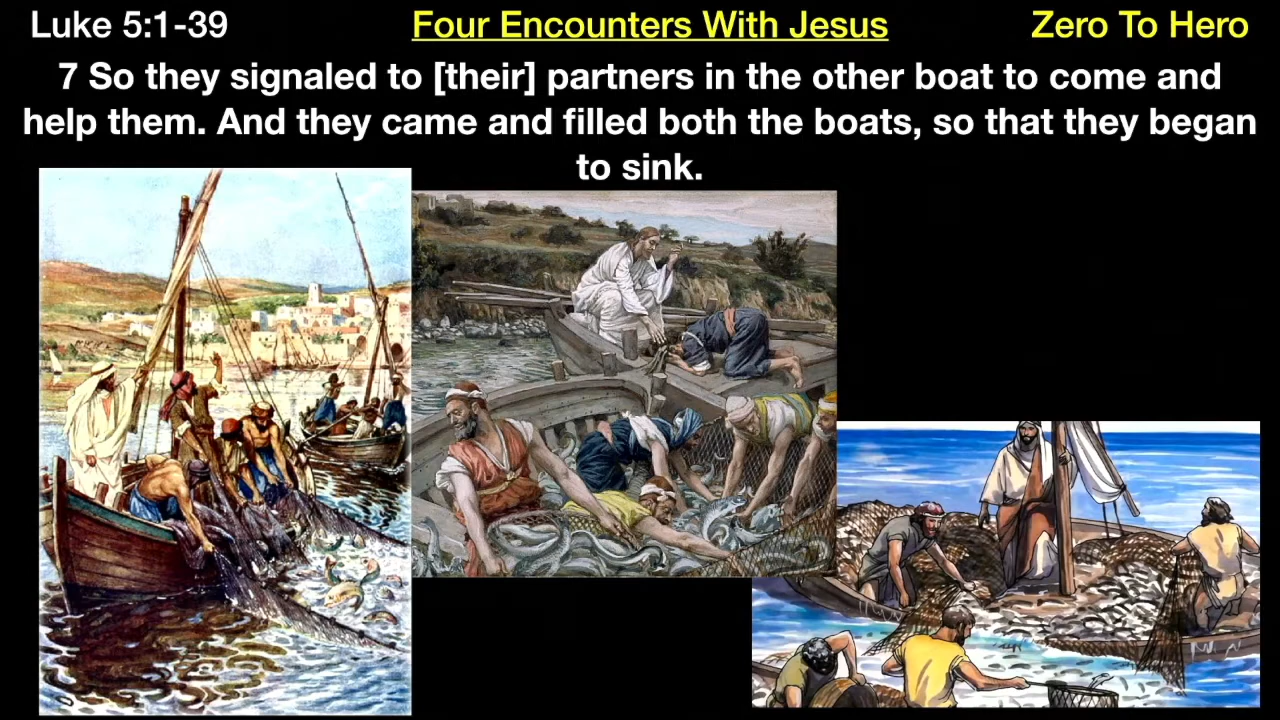 Luke 5:1-39
Four Encounters With Jesus
Zero To Hero
7 So they signaled to [their] partners in the other boat to come and
help them. And they came and filled both the boats, so that they began
to sink.